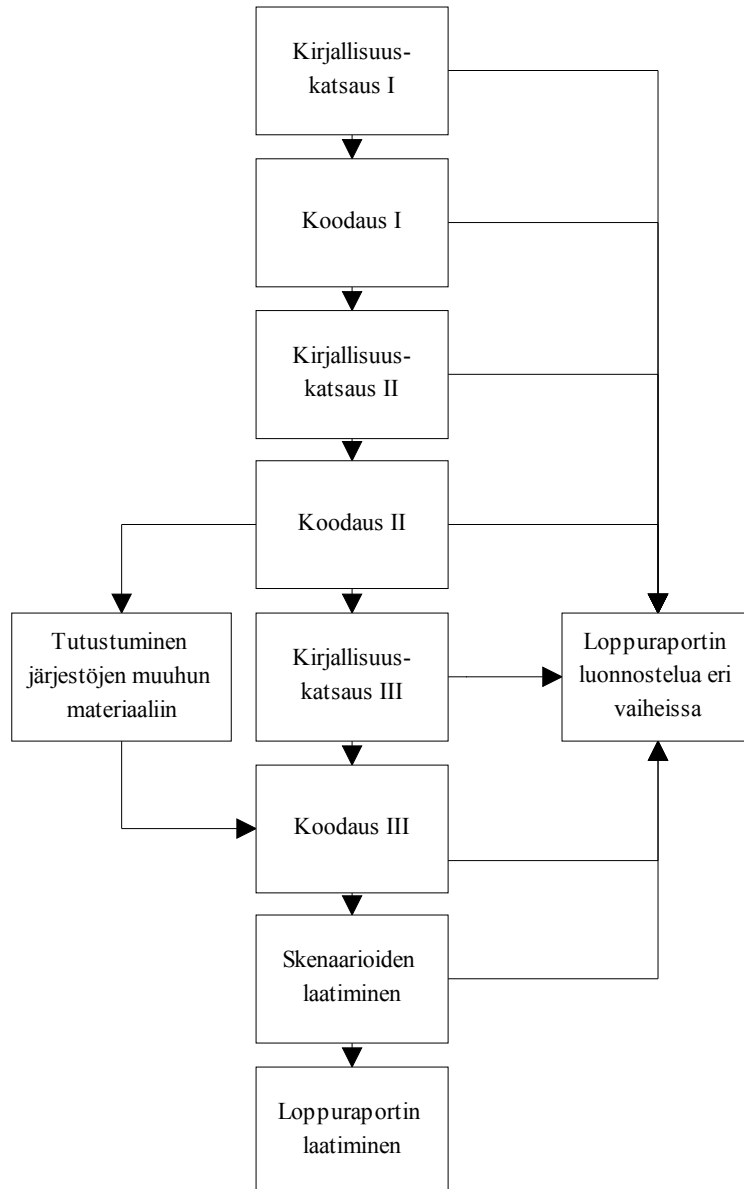 Kirjallisuus-
katsaus I
Koodaus I
Kirjallisuus-
katsaus II
Koodaus II
Tutustuminen
järjestöjen muuhun
materiaaliin
Kirjallisuus-
katsaus III
Loppuraportin
luonnostelua eri
vaiheissa
Koodaus III
Skenaarioiden
laatiminen
Loppuraportin
laatiminen